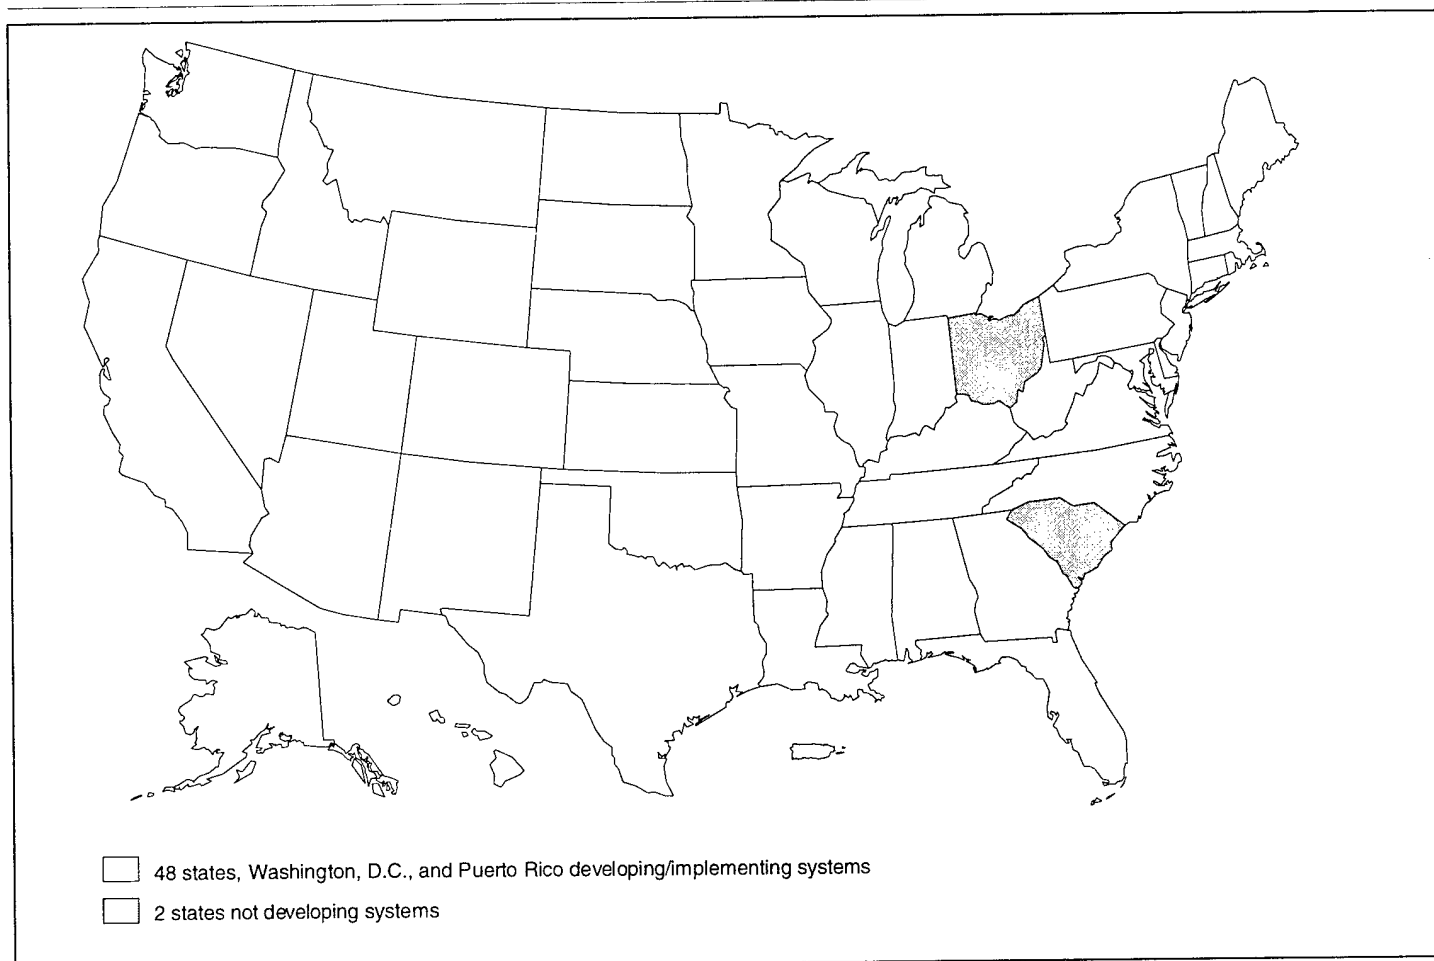 48 states, Washington, D.C., and Puerto Rico developing/implementing systems
2 states not developing systems